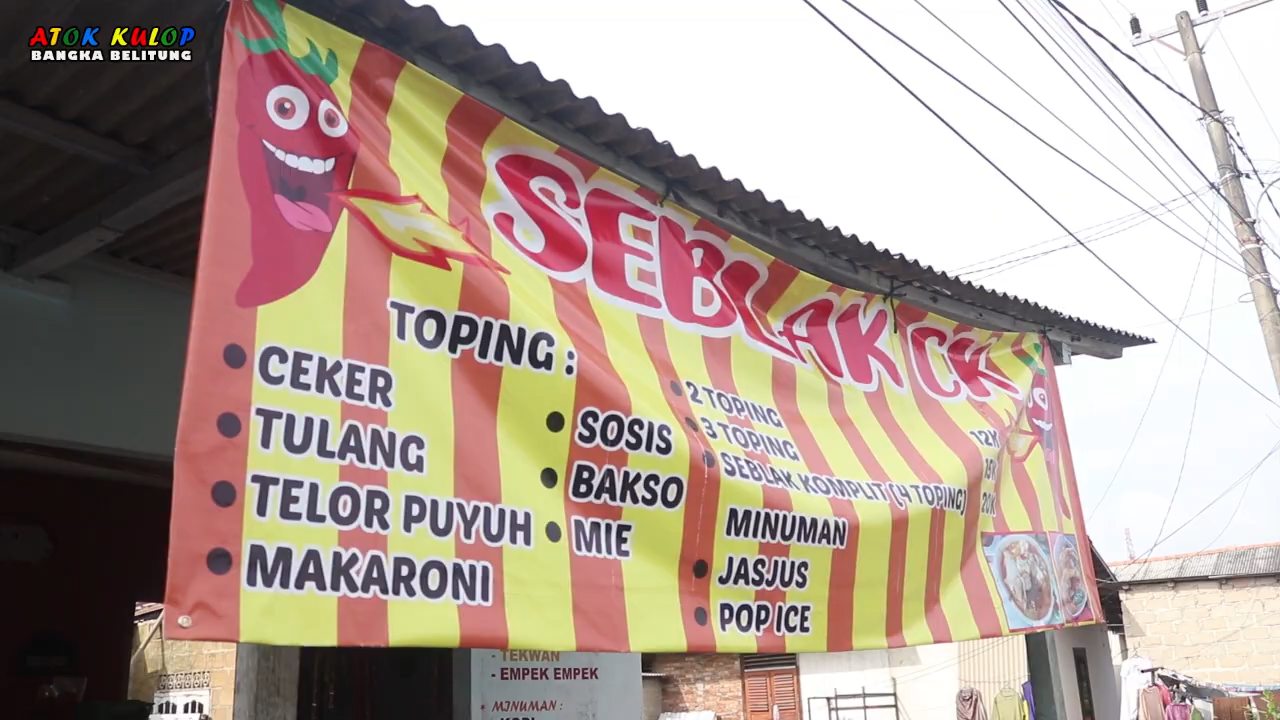 ATOK KULOP
BANGKA BELITUNG
SEBLAK CK
TOPING :
• CEKER
• TULANG
• TELOR PUYUH
• MAKARONI
• SOSIS
• BAKSO
• MIE
• 2 TOPING 12K
• 3 TOPING 15K
• SEBLAK KOMPLIT (4 TOPING) 20K
MINUMAN
• JASJUS
• POP ICE
- TEKWAN
- EMPEK EMPEK
• MINUMAN :
- KOPI